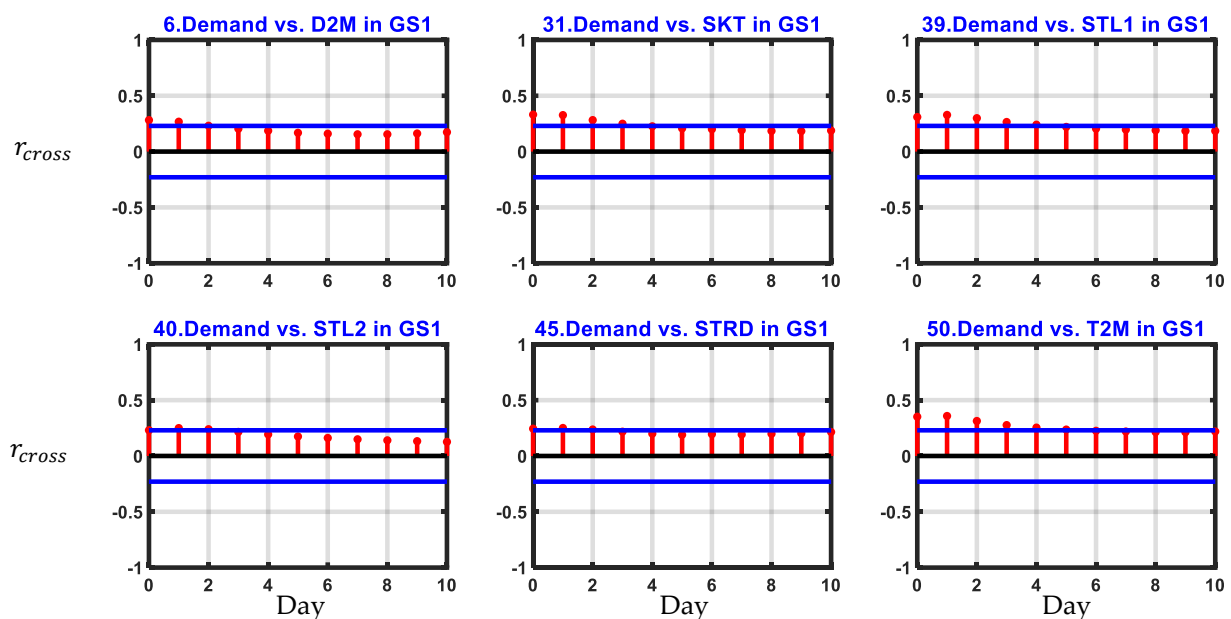 6.Demand vs. D2M in GS1
31.Demand vs. SKT in GS1
39.Demand vs. STL1 in GS1
1
0.5
0
-0.5
-1
0 2 4 6 8 10
1
0.5
0
-0.5
-1
0 2 4 6 8 10
1
0.5
0
-0.5
-1
0 2 4 6 8 10
r_cross
40.Demand vs. STL2 in GS1
45.Demand vs. STRD in GS1
50.Demand vs. T2M in GS1
1
0.5
0
-0.5
-1
0 2 4 6 8 10
1
0.5
0
-0.5
-1
0 2 4 6 8 10
1
0.5
0
-0.5
-1
0 2 4 6 8 10
r_cross
Day
Day
Day